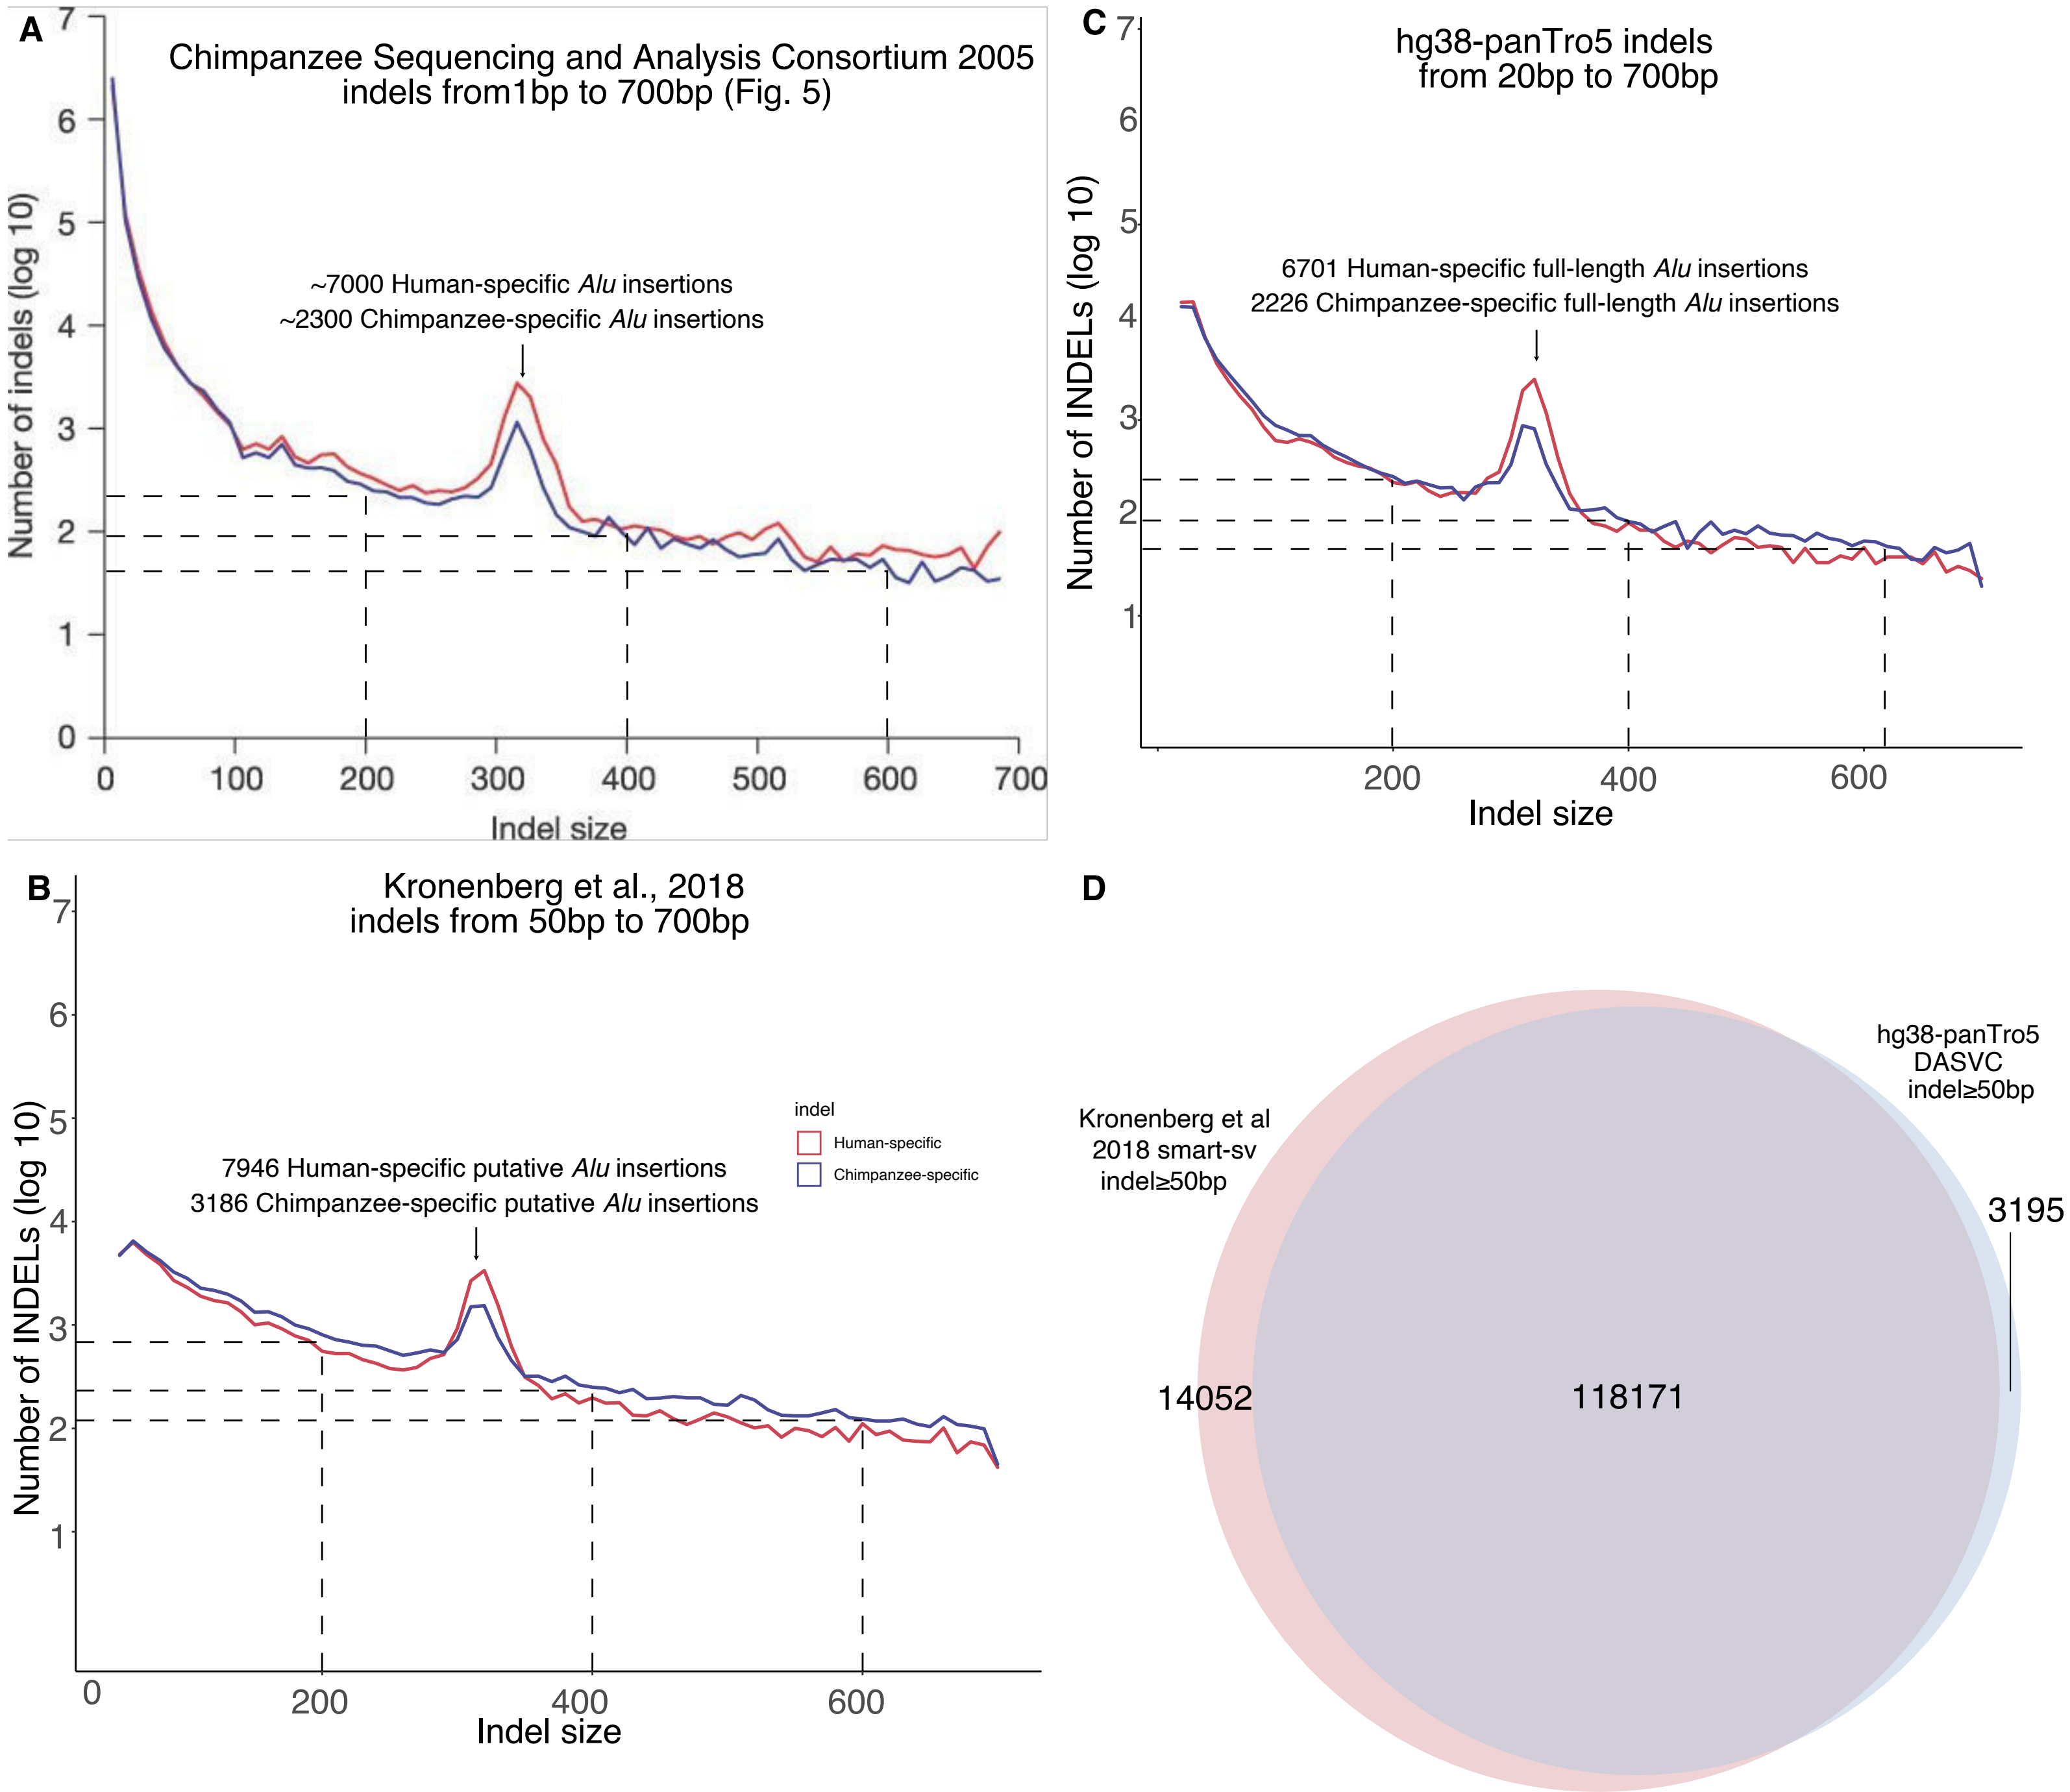 A
Chimpanzee Sequencing and Analysis Consortium 2005
indels from1bp to 700bp (Fig. 5)
Number of indels (log 10)
7
6
5
4
3
2
1
0
~7000 Human-specific Alu insertions
~2300 Chimpanzee-specific Alu insertions
0 100 200 300 400 500 600 700
Indel size
C
hg38-panTro5 indels
from 20bp to 700bp
Number of INDELs (log 10)
7
6
5
4
3
2
1
6701 Human-specific full-length Alu insertions
2226 Chimpanzee-specific full-length Alu insertions
200 400 600
Indel size
B
Kronenberg et al., 2018
indels from 50bp to 700bp
Number of INDELs (log 10)
7
6
5
4
3
2
1
7946 Human-specific putative Alu insertions
3186 Chimpanzee-specific putative Alu insertions
indel
Human-specific
Chimpanzee-specific
0 200 400 600
Indel size
D
Kronenberg et al
2018 smart-sv
indel≥50bp
hg38-panTro5
DASVC
indel≥50bp
3195
14052
118171